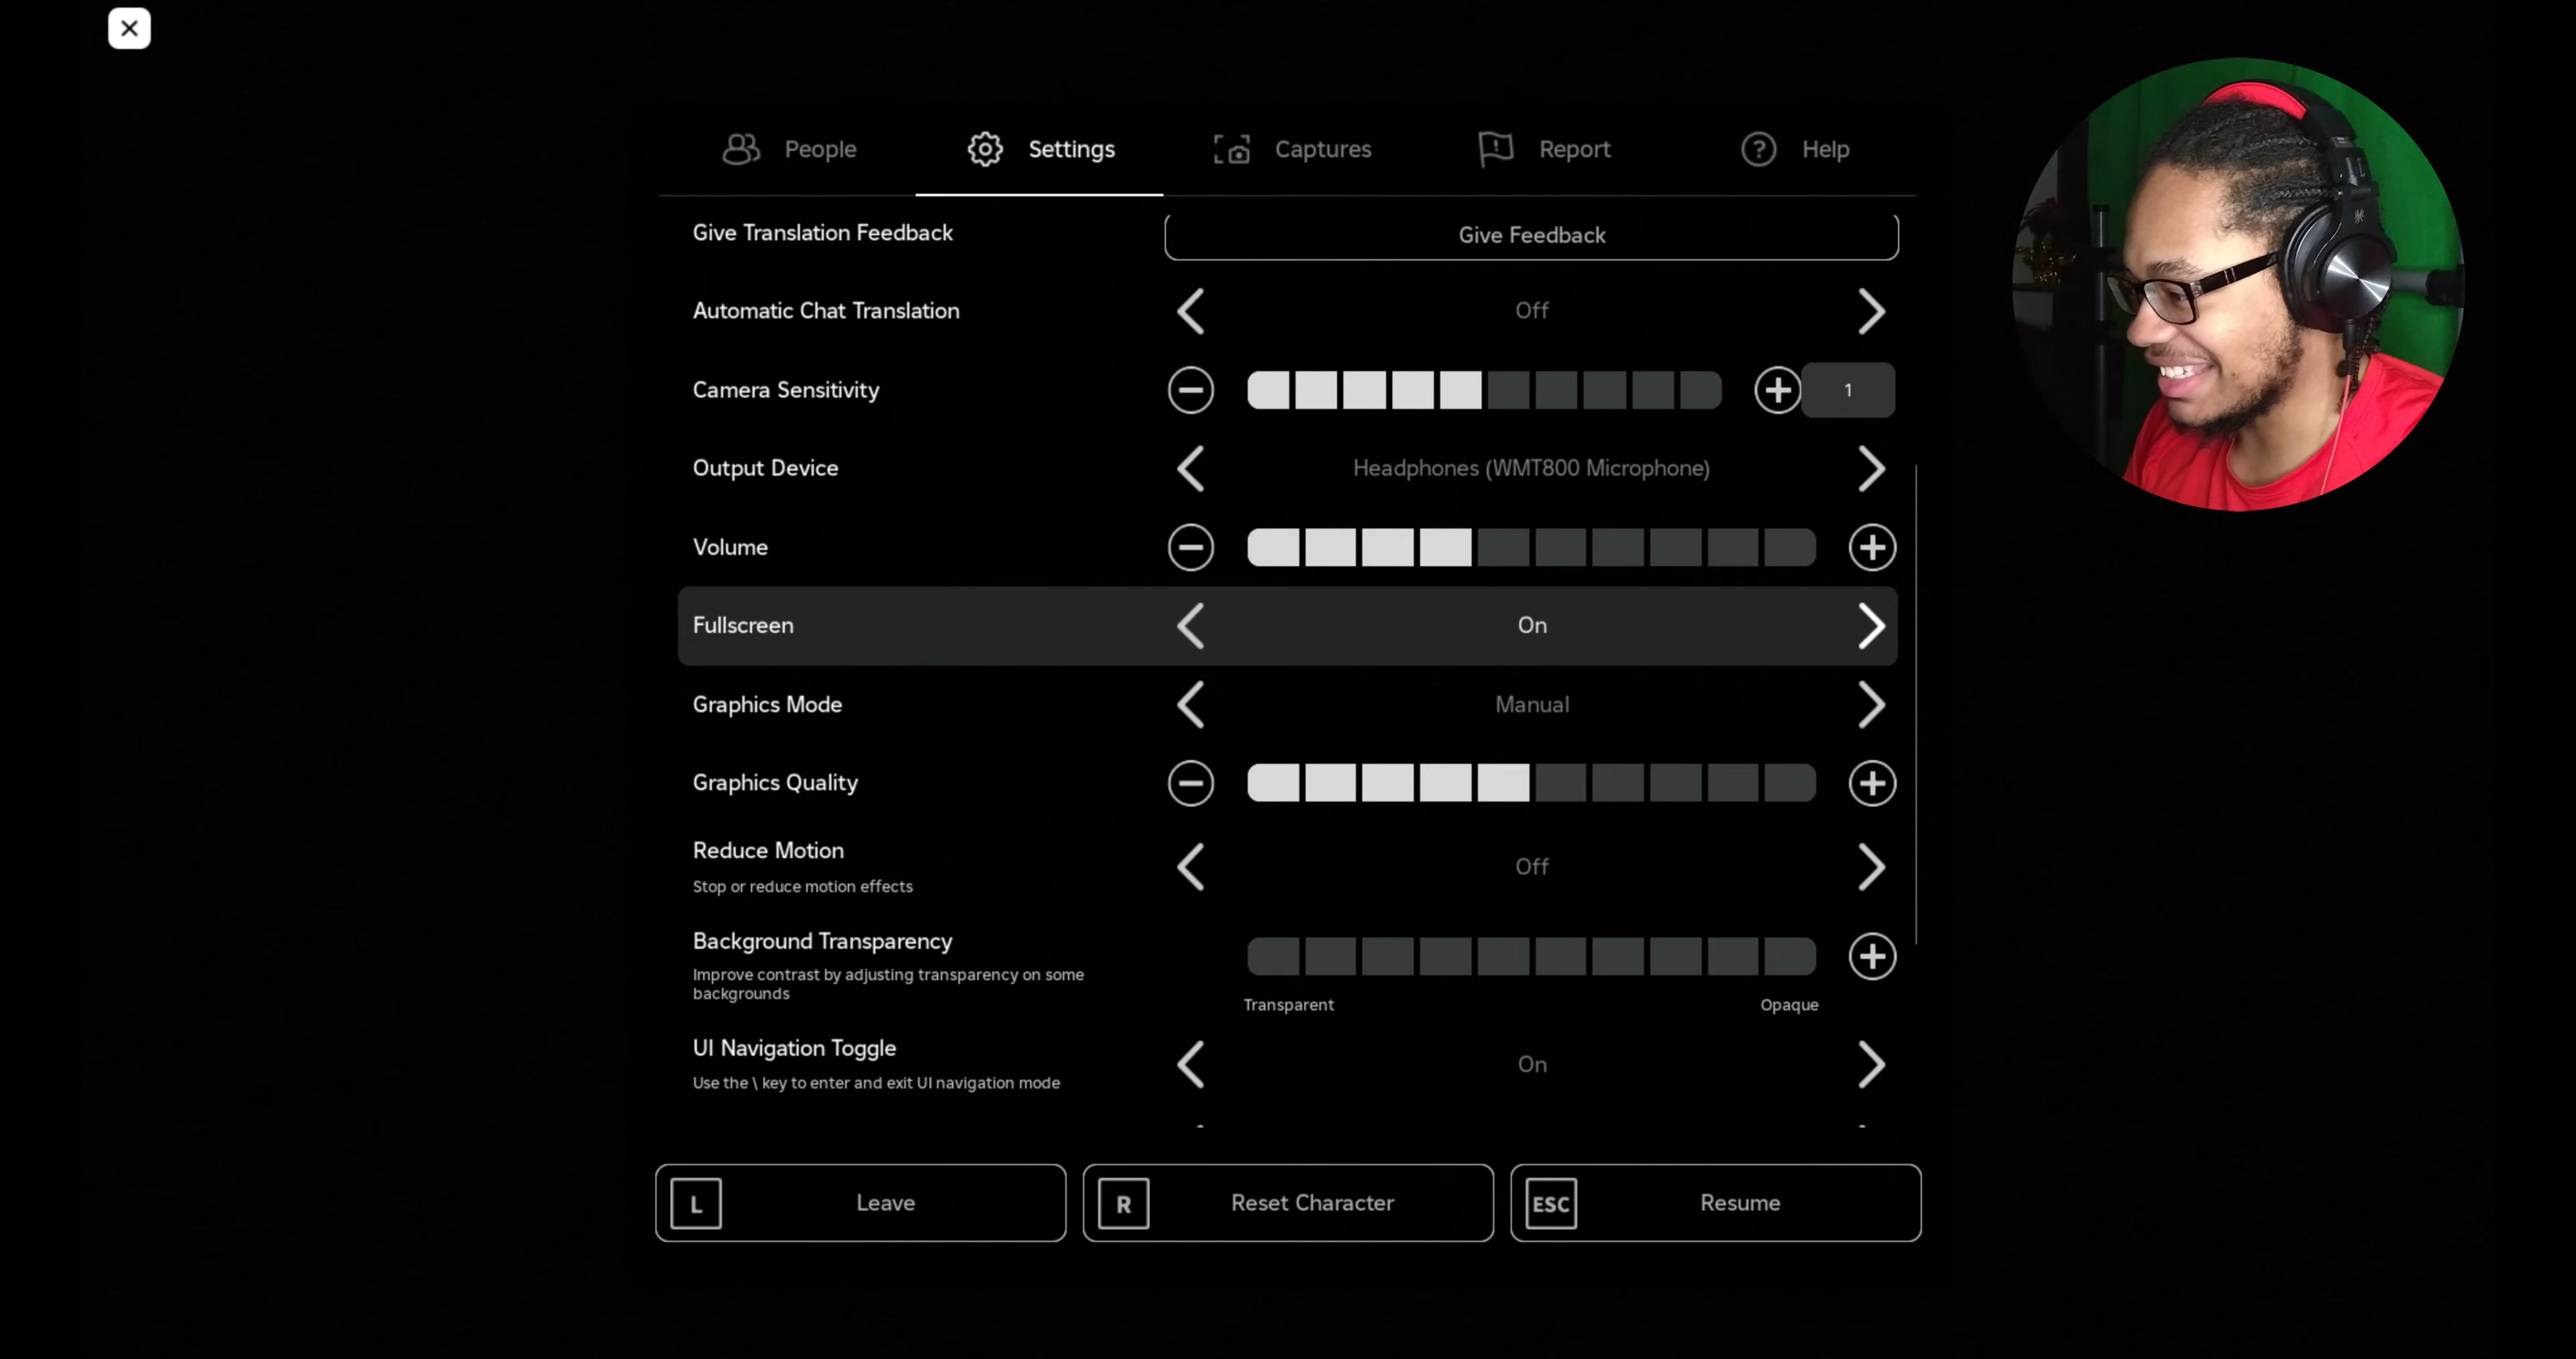 People
Settings
Captures
Report
Help
Give Translation Feedback
Give Feedback
Automatic Chat Translation
Off
Camera Sensitivity
1
Output Device
Headphones (WMT800 Microphone)
Volume
Fullscreen
On
Graphics Mode
Manual
Graphics Quality
Reduce Motion
Stop or reduce motion effects
Off
Background Transparency
Improve contrast by adjusting transparency on some
backgrounds
Transparent
Opaque
UI Navigation Toggle
Use the \ key to enter and exit UI navigation mode
On
L
Leave
R
Reset Character
ESC
Resume